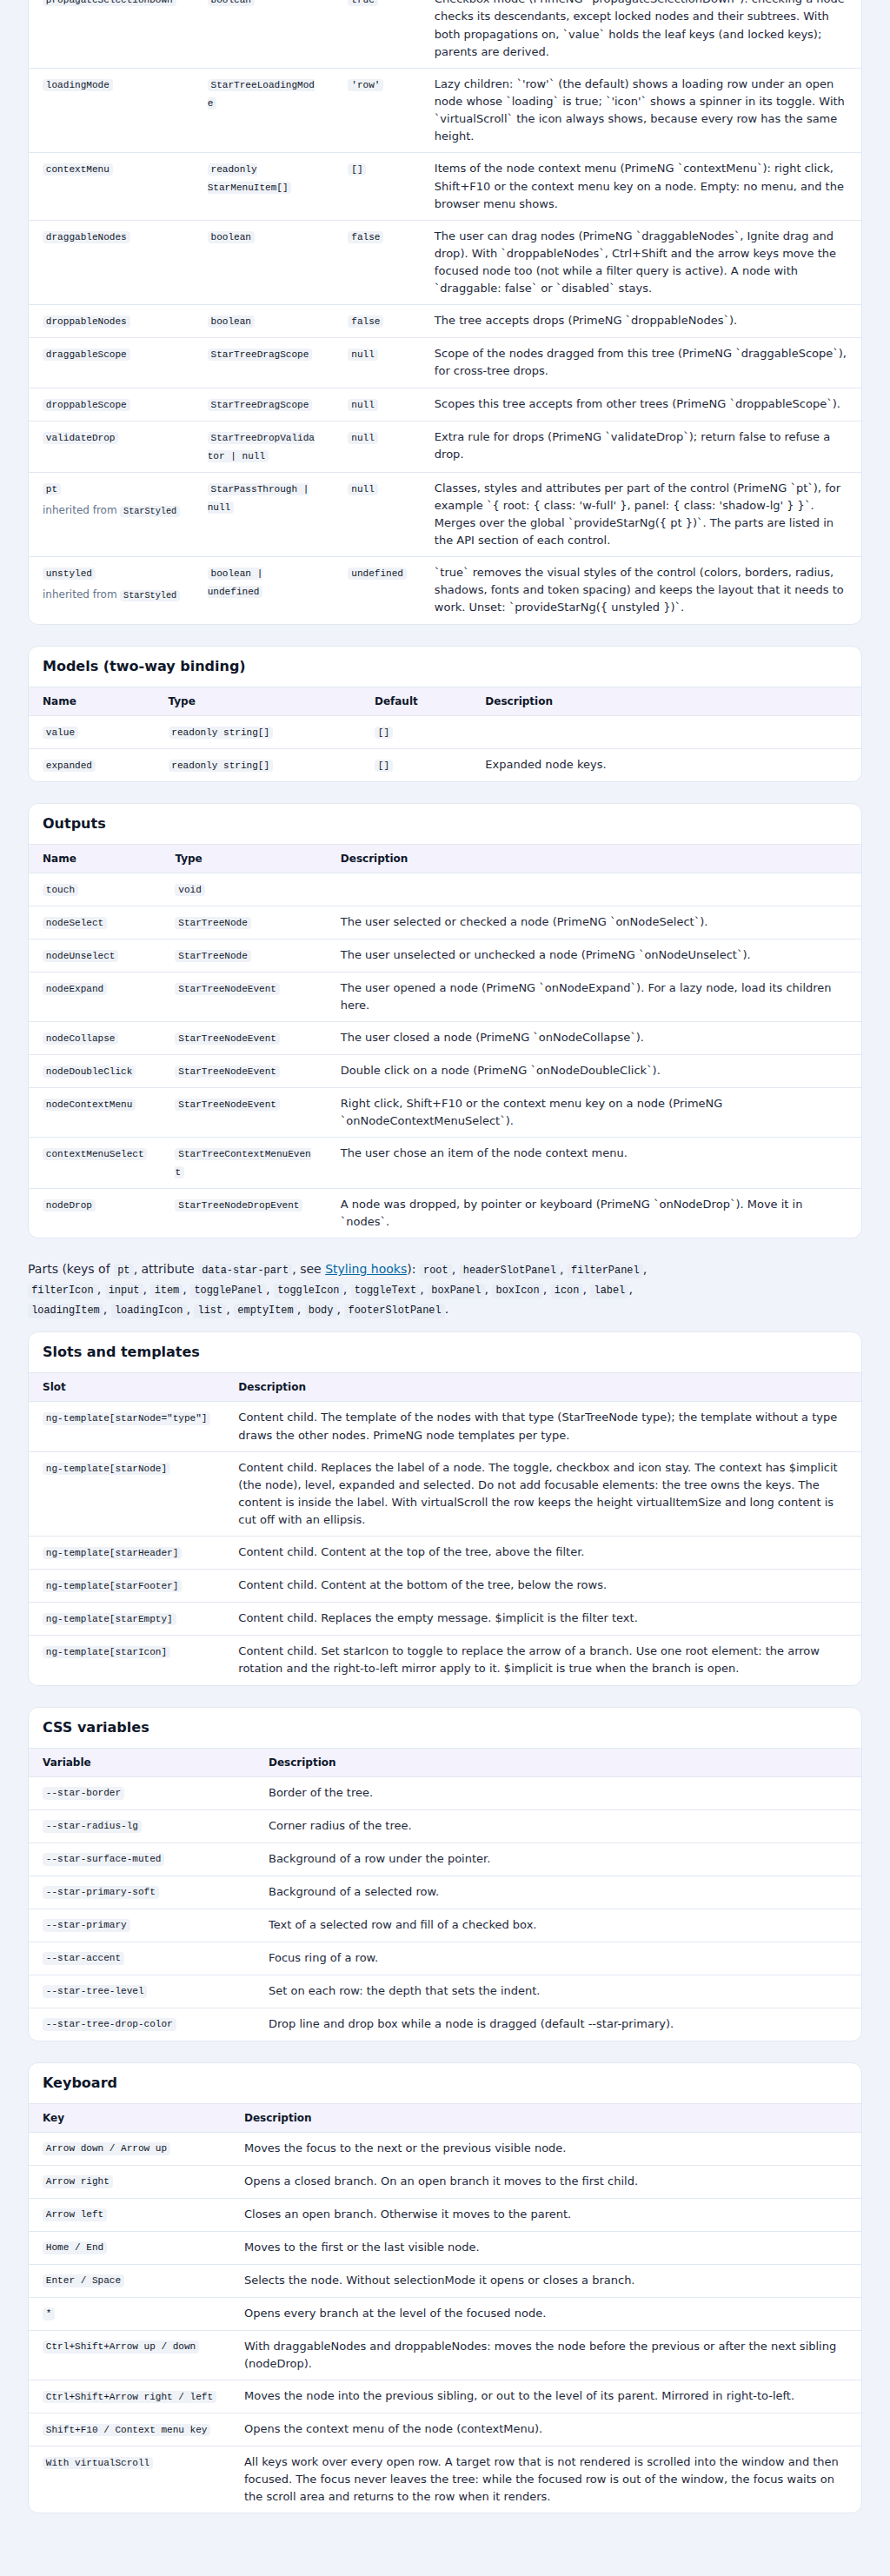 propagateSelectionDown boolean true Checkbox mode (PrimeNG `propagateSelectionDown`): checking a node
checks its descendants, except locked nodes and their subtrees. With
both propagations on, `value` holds the leaf keys (and locked keys);
parents are derived.
loadingMode StarTreeLoadingMod 'row' Lazy children: `'row'` (the default) shows a loading row under an open
e node whose `loading` is true; `'icon'` shows a spinner in its toggle. With
`virtualScroll` the icon always shows, because every row has the same
height.
contextMenu readonly [] Items of the node context menu (PrimeNG `contextMenu`): right click,
StarMenuItem[] Shift+F10 or the context menu key on a node. Empty: no menu, and the
browser menu shows.
draggableNodes boolean false The user can drag nodes (PrimeNG `draggableNodes`, Ignite drag and
drop). With `droppableNodes`, Ctrl+Shift and the arrow keys move the
focused node too (not while a filter query is active). A node with
`draggable: false` or `disabled` stays.
droppableNodes boolean false The tree accepts drops (PrimeNG `droppableNodes`).
draggableScope StarTreeDragScope null Scope of the nodes dragged from this tree (PrimeNG `draggableScope`),
for cross-tree drops.
droppableScope StarTreeDragScope null Scopes this tree accepts from other trees (PrimeNG `droppableScope`).
validateDrop StarTreeDropValida null Extra rule for drops (PrimeNG `validateDrop`); return false to refuse a
tor | null drop.
pt StarPassThrough | null Classes, styles and attributes per part of the control (PrimeNG `pt`), for
inherited from StarStyled null example `{ root: { class: 'w-full' }, panel: { class: 'shadow-lg' } }`.
Merges over the global `provideStarNg({ pt })`. The parts are listed in
the API section of each control.
unstyled boolean | undefined `true` removes the visual styles of the control (colors, borders, radius,
inherited from StarStyled undefined shadows, fonts and token spacing) and keeps the layout that it needs to
work. Unset: `provideStarNg({ unstyled })`.
Models (two-way binding)
Name Type Default Description
value readonly string[] []
expanded readonly string[] [] Expanded node keys.
Outputs
Name Type Description
touch void
nodeSelect StarTreeNode The user selected or checked a node (PrimeNG `onNodeSelect`).
nodeUnselect StarTreeNode The user unselected or unchecked a node (PrimeNG `onNodeUnselect`).
nodeExpand StarTreeNodeEvent The user opened a node (PrimeNG `onNodeExpand`). For a lazy node, load its children
here.
nodeCollapse StarTreeNodeEvent The user closed a node (PrimeNG `onNodeCollapse`).
nodeDoubleClick StarTreeNodeEvent Double click on a node (PrimeNG `onNodeDoubleClick`).
nodeContextMenu StarTreeNodeEvent Right click, Shift+F10 or the context menu key on a node (PrimeNG
`onNodeContextMenuSelect`).
contextMenuSelect StarTreeContextMenuEven The user chose an item of the node context menu.
t
nodeDrop StarTreeNodeDropEvent A node was dropped, by pointer or keyboard (PrimeNG `onNodeDrop`). Move it in
`nodes`.
Parts (keys of pt, attribute data-star-part, see Styling hooks): root, headerSlotPanel, filterPanel,
filterIcon, input, item, togglePanel, toggleIcon, toggleText, boxPanel, boxIcon, icon, label,
loadingItem, loadingIcon, list, emptyItem, body, footerSlotPanel.
Slots and templates
Slot Description
ng-template[starNode="type"] Content child. The template of the nodes with that type (StarTreeNode type); the template without a type
draws the other nodes. PrimeNG node templates per type.
ng-template[starNode] Content child. Replaces the label of a node. The toggle, checkbox and icon stay. The context has $implicit
(the node), level, expanded and selected. Do not add focusable elements: the tree owns the keys. The
content is inside the label. With virtualScroll the row keeps the height virtualItemSize and long content is
cut off with an ellipsis.
ng-template[starHeader] Content child. Content at the top of the tree, above the filter.
ng-template[starFooter] Content child. Content at the bottom of the tree, below the rows.
ng-template[starEmpty] Content child. Replaces the empty message. $implicit is the filter text.
ng-template[starIcon] Content child. Set starIcon to toggle to replace the arrow of a branch. Use one root element: the arrow
rotation and the right-to-left mirror apply to it. $implicit is true when the branch is open.
CSS variables
Variable Description
--star-border Border of the tree.
--star-radius-lg Corner radius of the tree.
--star-surface-muted Background of a row under the pointer.
--star-primary-soft Background of a selected row.
--star-primary Text of a selected row and fill of a checked box.
--star-accent Focus ring of a row.
--star-tree-level Set on each row: the depth that sets the indent.
--star-tree-drop-color Drop line and drop box while a node is dragged (default --star-primary).
Keyboard
Key Description
Arrow down / Arrow up Moves the focus to the next or the previous visible node.
Arrow right Opens a closed branch. On an open branch it moves to the first child.
Arrow left Closes an open branch. Otherwise it moves to the parent.
Home / End Moves to the first or the last visible node.
Enter / Space Selects the node. Without selectionMode it opens or closes a branch.
* Opens every branch at the level of the focused node.
Ctrl+Shift+Arrow up / down With draggableNodes and droppableNodes: moves the node before the previous or after the next sibling
(nodeDrop).
Ctrl+Shift+Arrow right / left Moves the node into the previous sibling, or out to the level of its parent. Mirrored in right-to-left.
Shift+F10 / Context menu key Opens the context menu of the node (contextMenu).
With virtualScroll All keys work over every open row. A target row that is not rendered is scrolled into the window and then
focused. The focus never leaves the tree: while the focused row is out of the window, the focus waits on
the scroll area and returns to the row when it renders.